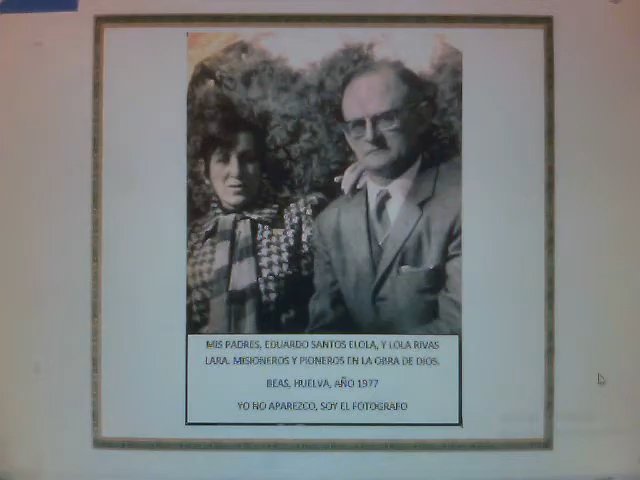 MIS PADRES, EDUARDO SANTOS ELOLA, Y LOLA RIVAS
LARA. MISIONEROS Y PIONEROS EN LA OBRA DE DIOS.
BEAS, HUELVA, AÑO 1977
YO NO APAREZCO, SOY EL FOTOGRAFO